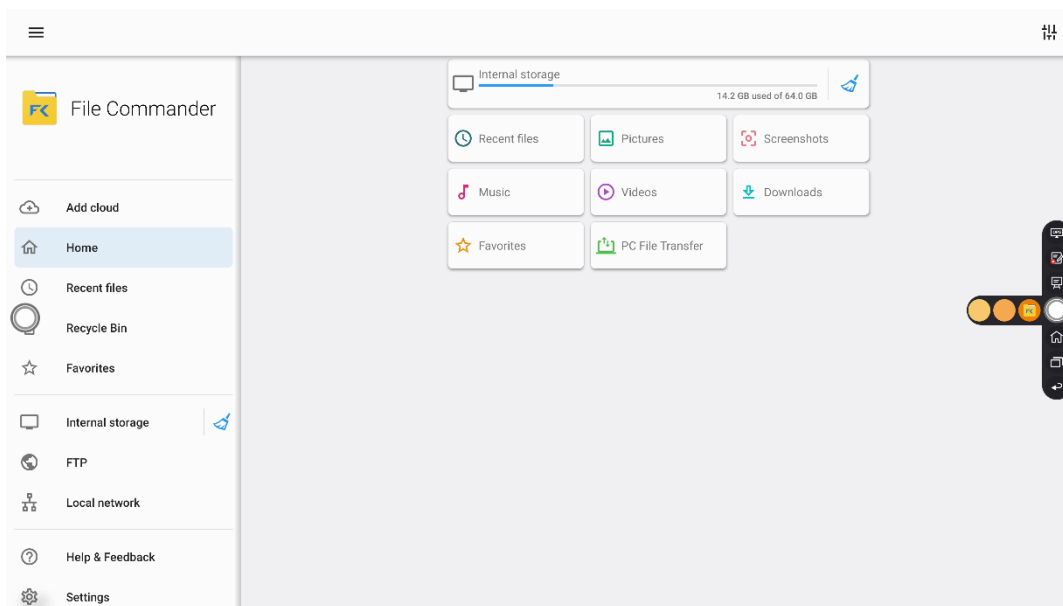 FK
File Commander
Add cloud
Home
Recent files
Recycle Bin
Favorites
Internal storage
FTP
Local network
Help & Feedback
Settings
Internal storage
14.2 GB used of 64.0 GB
Recent files
Pictures
Screenshots
Music
Videos
Downloads
Favorites
PC File Transfer